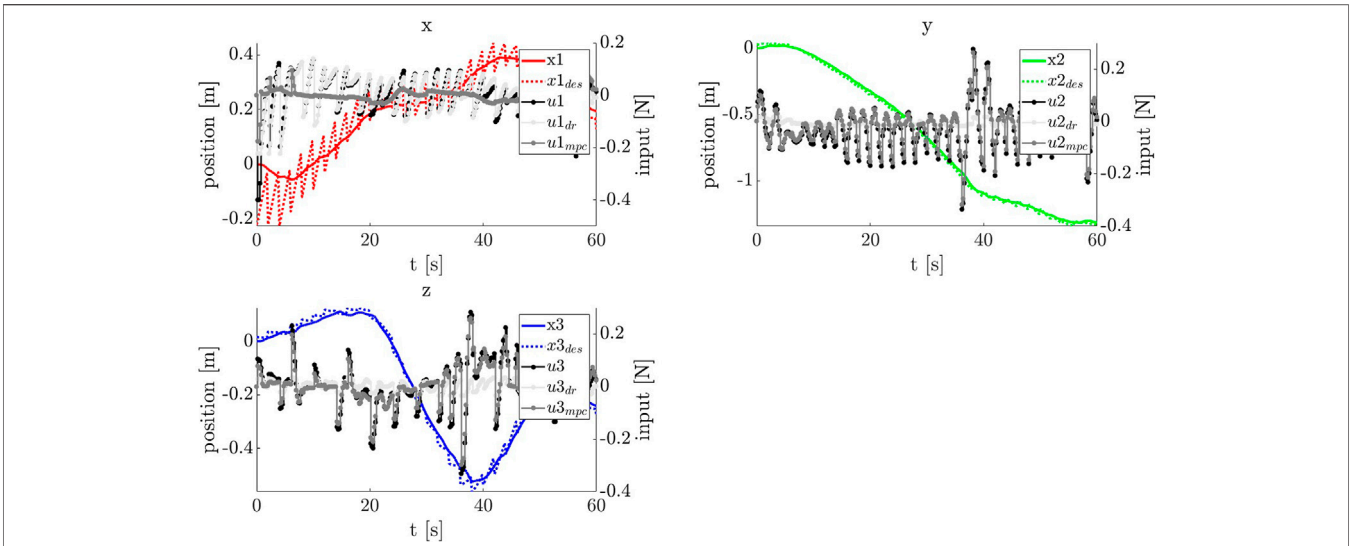 x
0.4
0.2
0
-0.2
position [m]
0.2
0
-0.2
-0.4
input [N]
x1
x1des
u1
u1dr
u1mpc
0
20
40
60
t [s]
y
0
-0.5
-1
position [m]
0.2
0
-0.2
-0.4
input [N]
x2
x2des
u2
u2dr
u2mpc
0
20
40
60
t [s]
z
0
-0.2
-0.4
position [m]
0.2
0
-0.2
-0.4
input [N]
x3
x3des
u3
u3dr
u3mpc
0
20
40
60
t [s]